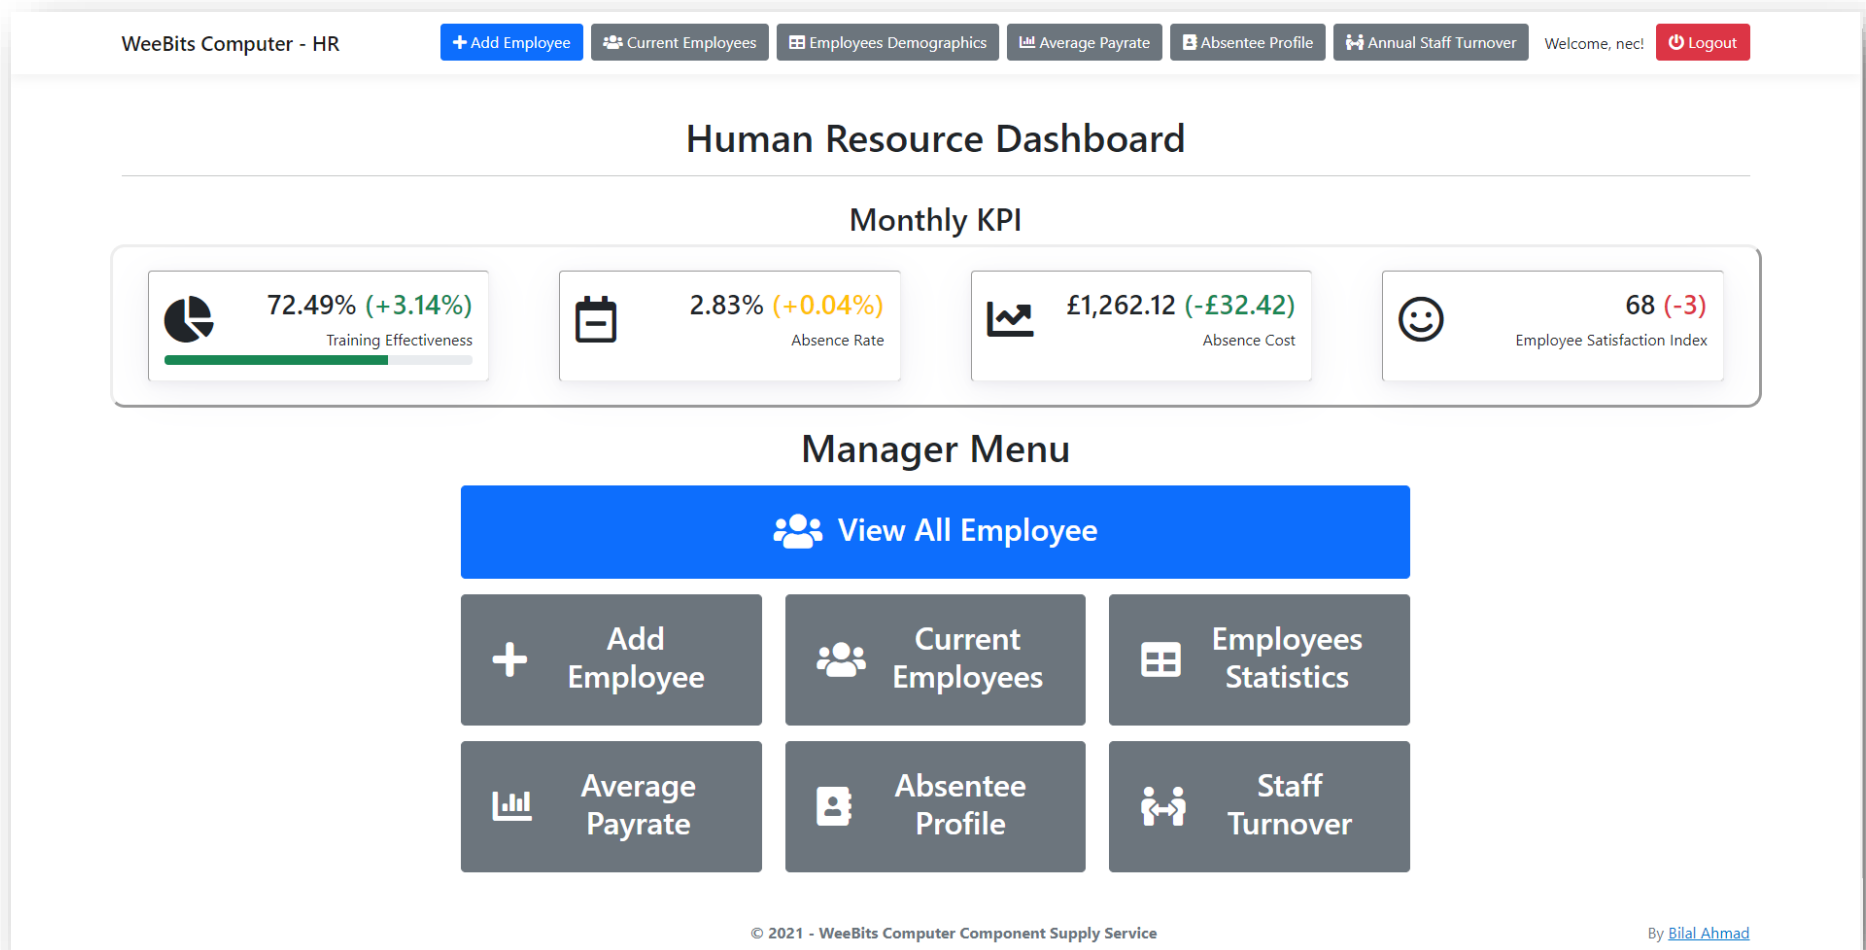 WeeBits Computer - HR
Add Employee
Current Employees
Employees Demographics
Average Payrate
Absentee Profile
Annual Staff Turnover
Welcome, nec!
Logout
Human Resource Dashboard
Monthly KPI
72.49% (+3.14%)
Training Effectiveness
2.83% (+0.04%)
Absence Rate
£1,262.12 (-£32.42)
Absence Cost
68 (-3)
Employee Satisfaction Index
Manager Menu
View All Employee
Add
Employee
Current
Employees
Employees
Statistics
Average
Payrate
Absentee
Profile
Staff
Turnover
© 2021 - WeeBits Computer Component Supply Service
By Bilal Ahmad